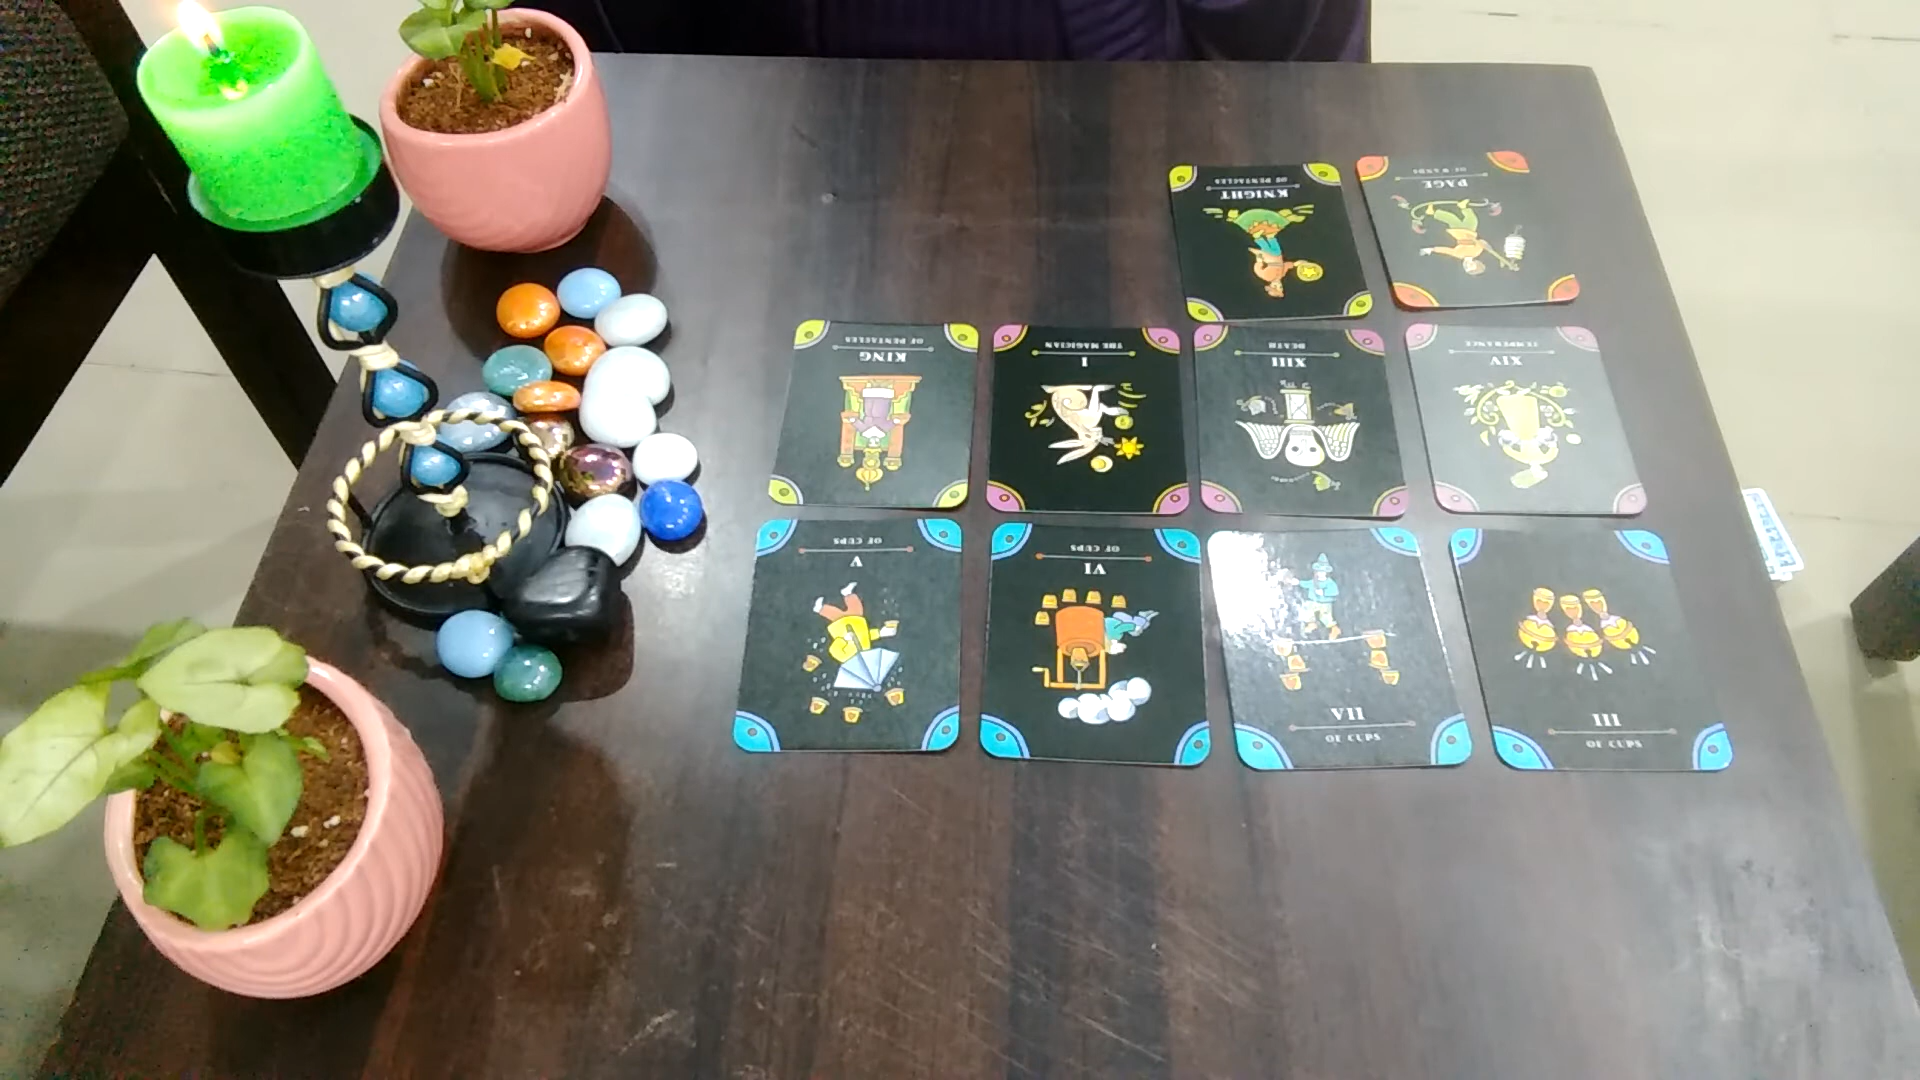 KNIGHT
OF PENTACLES
PAGE
OF WANDS
KING
OF PENTACLES
I
THE MAGICIAN
XIII
DEATH
XIV
TEMPERANCE
V
OF CUPS
VI
OF CUPS
VII
OF CUPS
III
OF CUPS